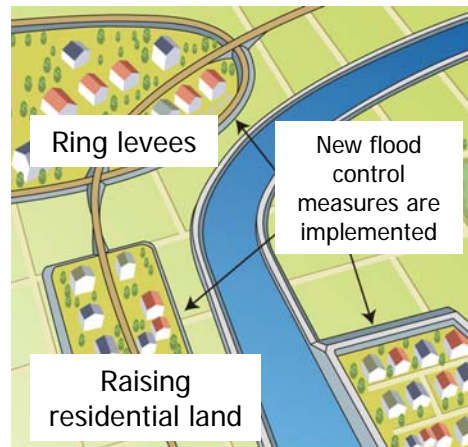 Ring levees
New flood
control
measures are
implemented
Raising
residential land